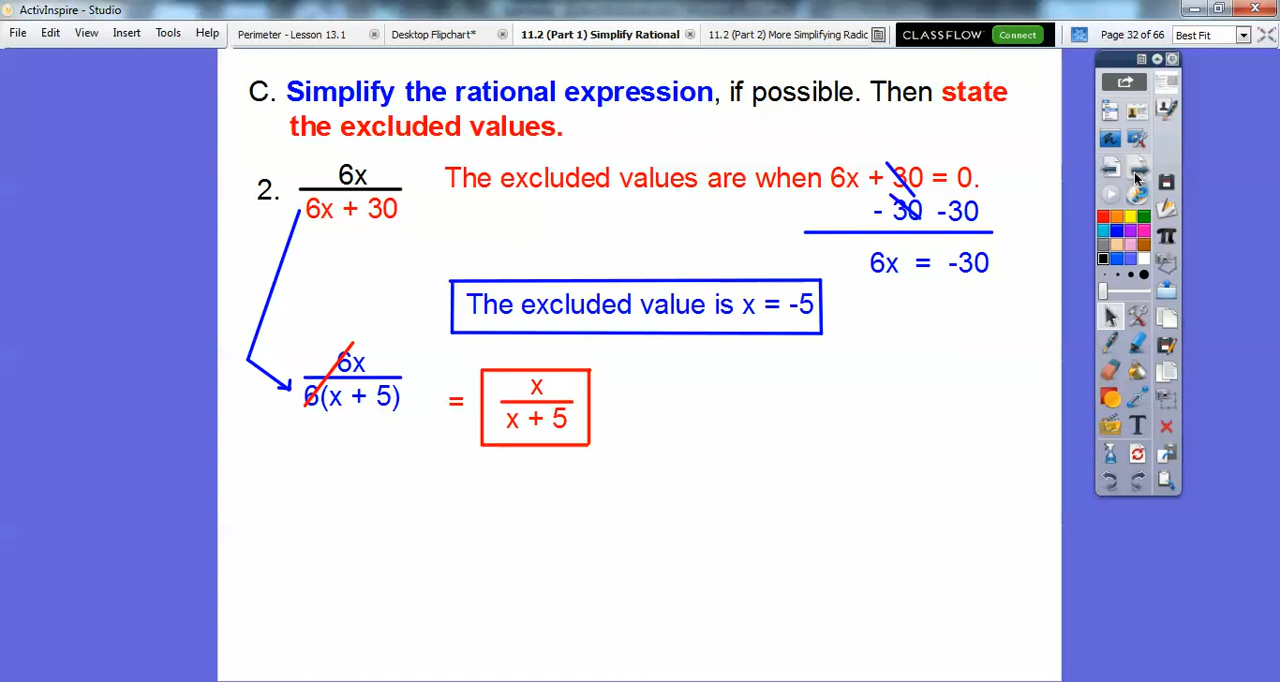 ActivInspire - Studio
File Edit View Insert Tools Help
Perimeter - Lesson 13.1 Desktop Flipchart* 11.2 (Part 1) Simplify Rational 11.2 (Part 2) More Simplifying Radic
CLASSFLOW Connect
Page 32 of 66 Best Fit
C. Simplify the rational expression, if possible. Then state
the excluded values.
2. 6x
6x + 30
The excluded values are when 6x + 30 = 0.
- 30 -30
6x = -30
The excluded value is x = -5
6x
6(x + 5)
= x
x + 5
π
T